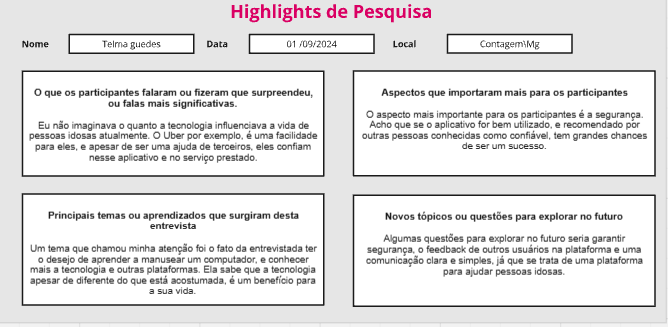 Highlights de Pesquisa
Nome Telma guedes Data 01 /09/2024 Local Contagem\Mg
O que os participantes falaram ou fizeram que surpreendeu,
ou falas mais significativas.
Eu não imaginava o quanto a tecnologia influenciava a vida de
pessoas idosas atualmente. O Uber por exemplo, é uma facilidade
para eles, e apesar de ser uma ajuda de terceiros, eles confiam
nesse aplicativo e no serviço prestado.
Aspectos que importaram mais para os participantes
O aspecto mais importante para os participantes é a segurança.
Acho que se o aplicativo for bem utilizado, e recomendado por
outras pessoas conhecidas como confiável, tem grandes chances
de ser um sucesso.
Principais temas ou aprendizados que surgiram desta
entrevista
Um tema que chamou minha atenção foi o fato da entrevistada ter
o desejo de aprender a manusear um computador, e conhecer
mais a tecnologia e outras plataformas. Ela sabe que a tecnologia
apesar de diferente do que está acostumada, é um benefício para
a sua vida.
Novos tópicos ou questões para explorar no futuro
Algumas questões para explorar no futuro seria garantir
segurança, o feedback de outros usuários na plataforma e uma
comunicação clara e simples, já que se trata de uma plataforma
para ajudar pessoas idosas.